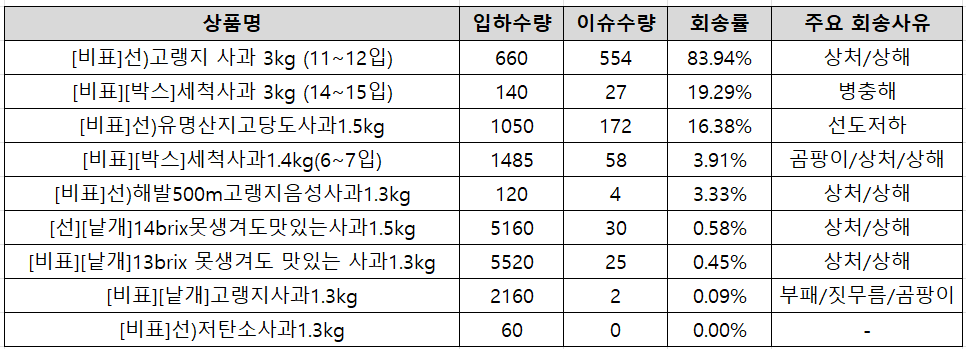 상품명 입하수량 이슈수량 회송률 주요 회송사유
[비표]선)고랭지 사과 3kg (11~12입) 660 554 83.94% 상처/상해
[비표][박스]세척사과 3kg (14~15입) 140 27 19.29% 병충해
[비표]선)유명산지고당도사과1.5kg 1050 172 16.38% 선도저하
[비표][박스]세척사과1.4kg(6~7입) 1485 58 3.91% 곰팡이/상처/상해
[비표]선)해발500m고랭지음성사과1.3kg 120 4 3.33% 상처/상해
[선][낱개]14brix못생겨도맛있는사과1.5kg 5160 30 0.58% 상처/상해
[비표][낱개]13brix 못생겨도 맛있는 사과1.3kg 5520 25 0.45% 상처/상해
[비표][낱개]고랭지사과1.3kg 2160 2 0.09% 부패/짓무름/곰팡이
[비표]선)저탄소사과1.3kg 60 0 0.00% -